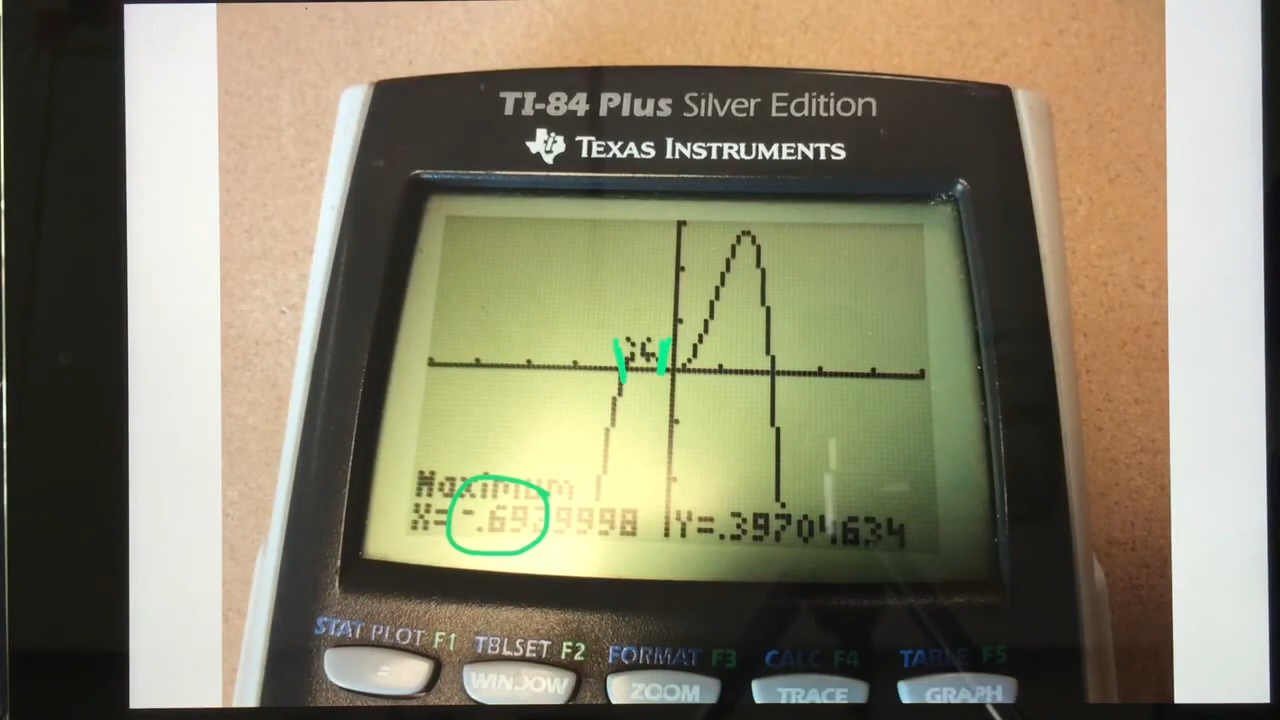 TI-84 Plus Silver Edition
TEXAS INSTRUMENTS
Maximum
X=-.6929998 Y=.39704634
STAT PLOT F1 TBLSET F2 FORMAT F3 CALC F4 TABLE F5
WINDOW ZOOM TRACE GRAPH